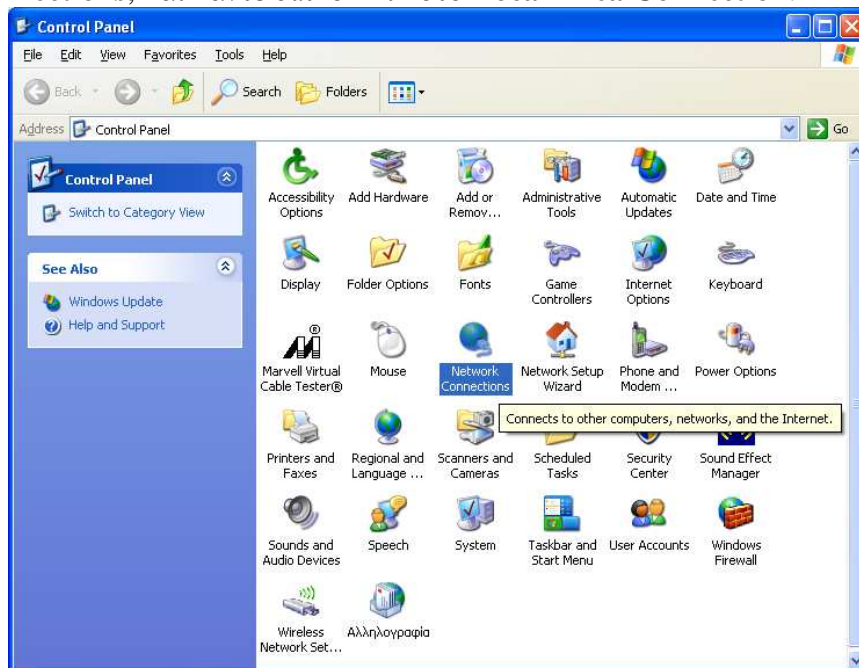 Control Panel
File Edit View Favorites Tools Help
Back Search Folders
Address Control Panel Go
Control Panel
Switch to Category View
See Also
Windows Update
Help and Support
Accessibility Options
Add Hardware
Add or Remov...
Administrative Tools
Automatic Updates
Date and Time
Display
Folder Options
Fonts
Game Controllers
Internet Options
Keyboard
Marvell Virtual Cable Tester®
Mouse
Network Connections
Network Setup Wizard
Phone and Modem ...
Power Options
Connects to other computers, networks, and the Internet.
Printers and Faxes
Regional and Language ...
Scanners and Cameras
Scheduled Tasks
Security Center
Sound Effect Manager
Sounds and Audio Devices
Speech
System
Taskbar and Start Menu
User Accounts
Windows Firewall
Wireless Network Set...
Αλληλογραφία